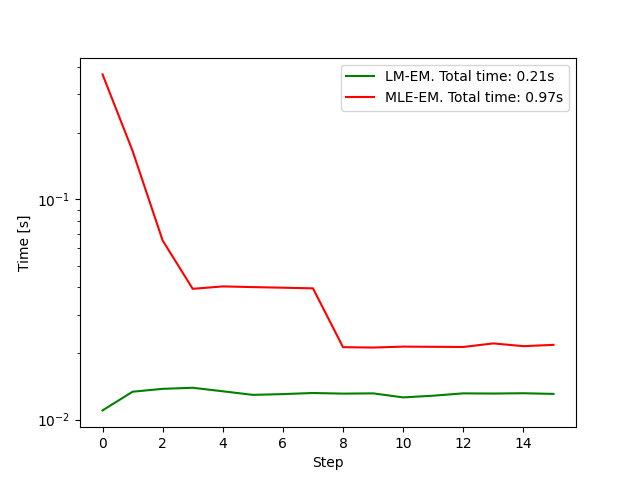 LM-EM. Total time: 0.21s
MLE-EM. Total time: 0.97s
Time [s]
10⁻¹
10⁻²
0 2 4 6 8 10 12 14
Step